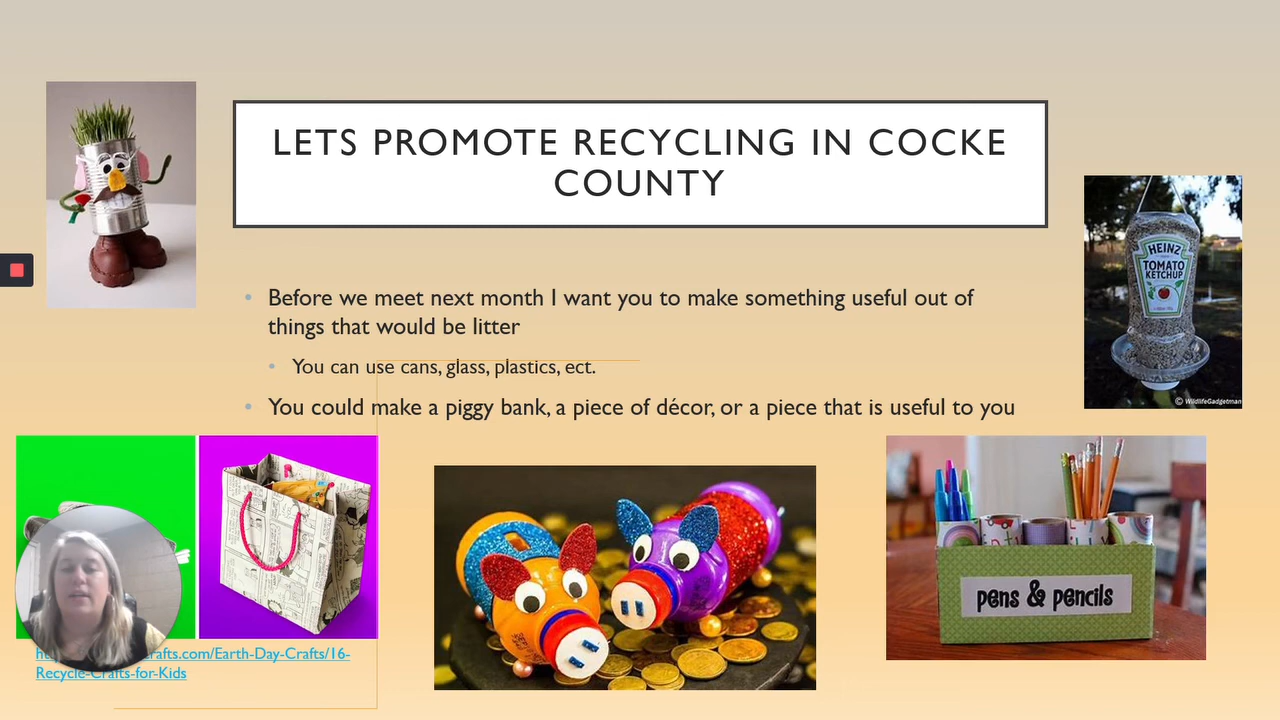 LETS PROMOTE RECYCLING IN COCKE
COUNTY
HEINZ
TOMATO
KETCHUP
© WildlifeGadgetman
Before we meet next month I want you to make something useful out of
things that would be litter
You can use cans, glass, plastics, ect.
You could make a piggy bank, a piece of décor, or a piece that is useful to you
pens & pencils
rafts.com/Earth-Day-Crafts/16-
Recycle-Crafts-for-Kids